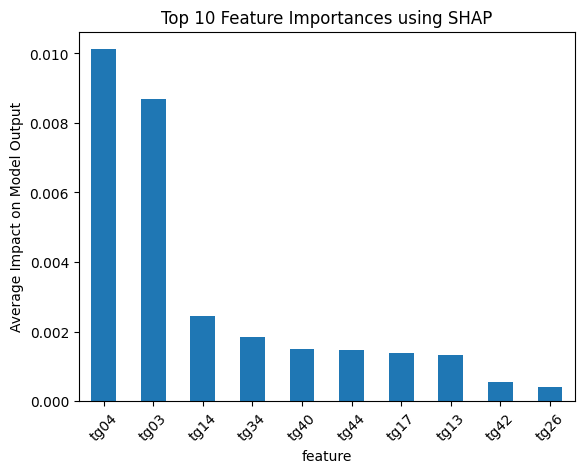 Top 10 Feature Importances using SHAP
Average Impact on Model Output
0.010
0.008
0.006
0.004
0.002
0.000
tg04 tg03 tg14 tg34 tg40 tg44 tg17 tg13 tg42 tg26
feature